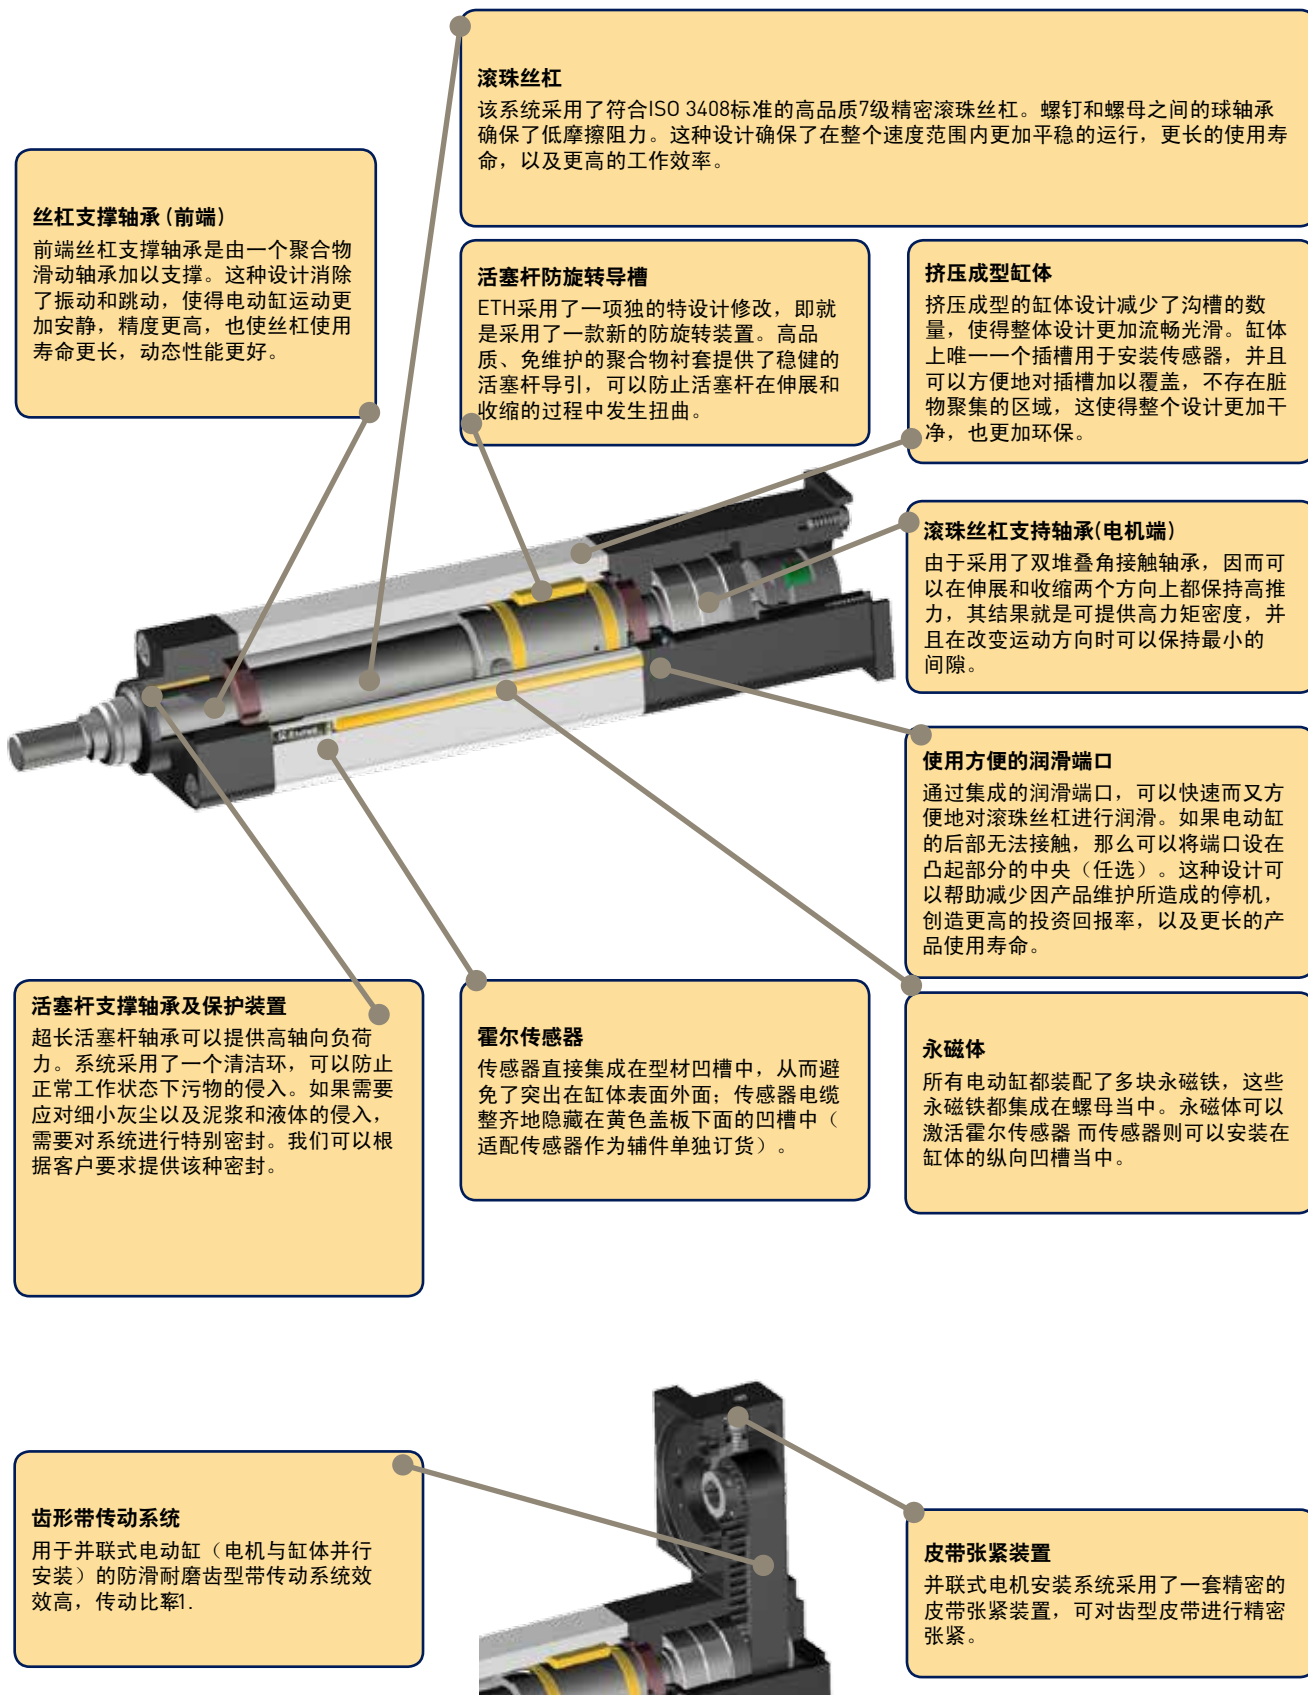 滚珠丝杠
该系统采用了符合ISO 3408标准的高品质7级精密滚珠丝杠。螺钉和螺母之间的球轴承
确保了低摩擦阻力。这种设计确保了在整个速度范围内更加平稳的运行，更长的使用寿
命，以及更高的工作效率。
丝杠支撑轴承 (前端)
前端丝杠支撑轴承是由一个聚合物
滑动轴承加以支撑。这种设计消除
了振动和跳动，使得电动缸运动更
加安静，精度更高，也使丝杠使用
寿命更长，动态性能更好。
活塞杆防旋转导槽
ETH采用了一项独的特设计修改，即就
是采用了一款新的防旋转装置。高品
质、免维护的聚合物衬套提供了稳健的
活塞杆导引，可以防止活塞杆在伸展和
收缩的过程中发生扭曲。
挤压成型缸体
挤压成型的缸体设计减少了沟槽的数
量，使得整体设计更加流畅光滑。缸体
上唯一一个插槽用于安装传感器，并且
可以方便地对插槽加以覆盖，不存在脏
物聚集的区域，这使得整个设计更加干
净，也更加环保。
滚珠丝杠支持轴承(电机端)
由于采用了双堆叠角接触轴承，因而可
以在伸展和收缩两个方向上都保持高推
力，其结果就是可提供高力矩密度，并
且在改变运动方向时可以保持最小的
间隙。
使用方便的润滑端口
通过集成的润滑端口，可以快速而又方
便地对滚珠丝杠进行润滑。如果电动缸
的后部无法接触，那么可以将端口设在
凸起部分的中央（任选）。这种设计可
以帮助减少因产品维护所造成的停机，
创造更高的投资回报率，以及更长的产
品使用寿命。
活塞杆支撑轴承及保护装置
超长活塞杆轴承可以提供高轴向负荷
力。系统采用了一个清洁环，可以防止
正常工作状态下污物的侵入。如果需要
应对细小灰尘以及泥浆和液体的侵入，
需要对系统进行特别密封。我们可以根
据客户要求提供该种密封。
霍尔传感器
传感器直接集成在型材凹槽中，从而避
免了突出在缸体表面外面；传感器电缆
整齐地隐藏在黄色盖板下面的凹槽中（
适配传感器作为辅件单独订货）。
永磁体
所有电动缸都装配了多块永磁铁，这些
永磁铁都集成在螺母当中。永磁体可以
激活霍尔传感器 而传感器则可以安装在
缸体的纵向凹槽当中。
齿形带传动系统
用于并联式电动缸（电机与缸体并行
安装）的防滑耐磨齿型带传动系统效
效高，传动比率1.
皮带张紧装置
并联式电机安装系统采用了一套精密的
皮带张紧装置，可对齿型皮带进行精密
张紧。